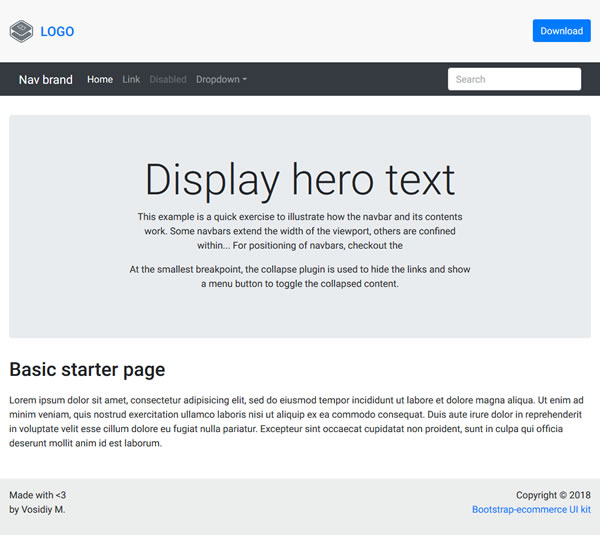 LOGO
Download
Nav brand
Home
Link
Disabled
Dropdown
Search
Display hero text
This example is a quick exercise to illustrate how the navbar and its contents
work. Some navbars extend the width of the viewport, others are confined
within... For positioning of navbars, checkout the
At the smallest breakpoint, the collapse plugin is used to hide the links and show
a menu button to toggle the collapsed content.
Basic starter page
Lorem ipsum dolor sit amet, consectetur adipisicing elit, sed do eiusmod tempor incididunt ut labore et dolore magna aliqua. Ut enim ad
minim veniam, quis nostrud exercitation ullamco laboris nisi ut aliquip ex ea commodo consequat. Duis aute irure dolor in reprehenderit
in voluptate velit esse cillum dolore eu fugiat nulla pariatur. Excepteur sint occaecat cupidatat non proident, sunt in culpa qui officia
deserunt mollit anim id est laborum.
Made with <3
by Vosidiy M.
Copyright © 2018
Bootstrap-ecommerce UI kit